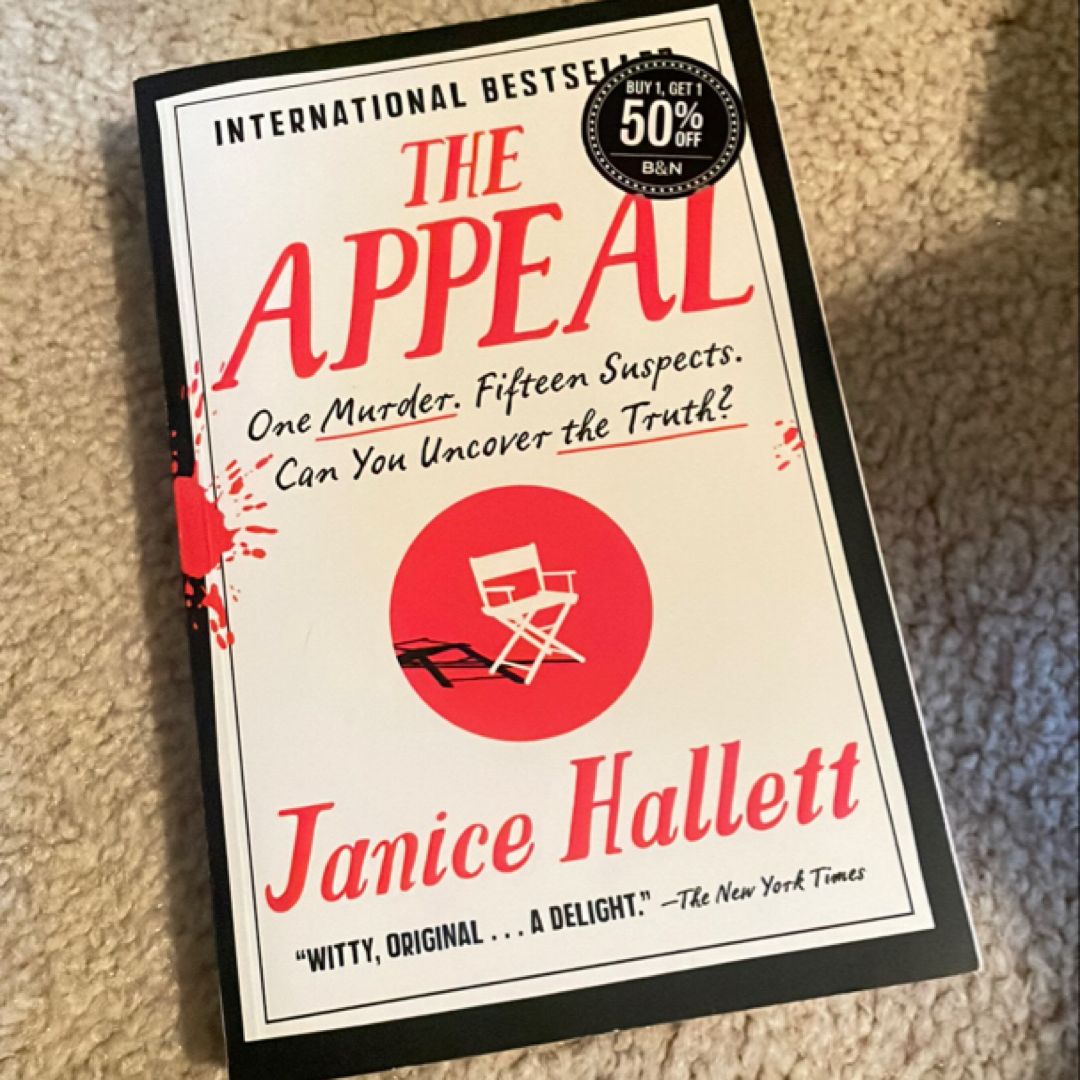 INTERNATIONAL BESTSELLER
BUY 1, GET 1
50% OFF
B&N
THE
APPEAL
One Murder. Fifteen Suspects.
Can You Uncover the Truth?
Janice Hallett
“WITTY, ORIGINAL . . . A DELIGHT.” —The New York Times